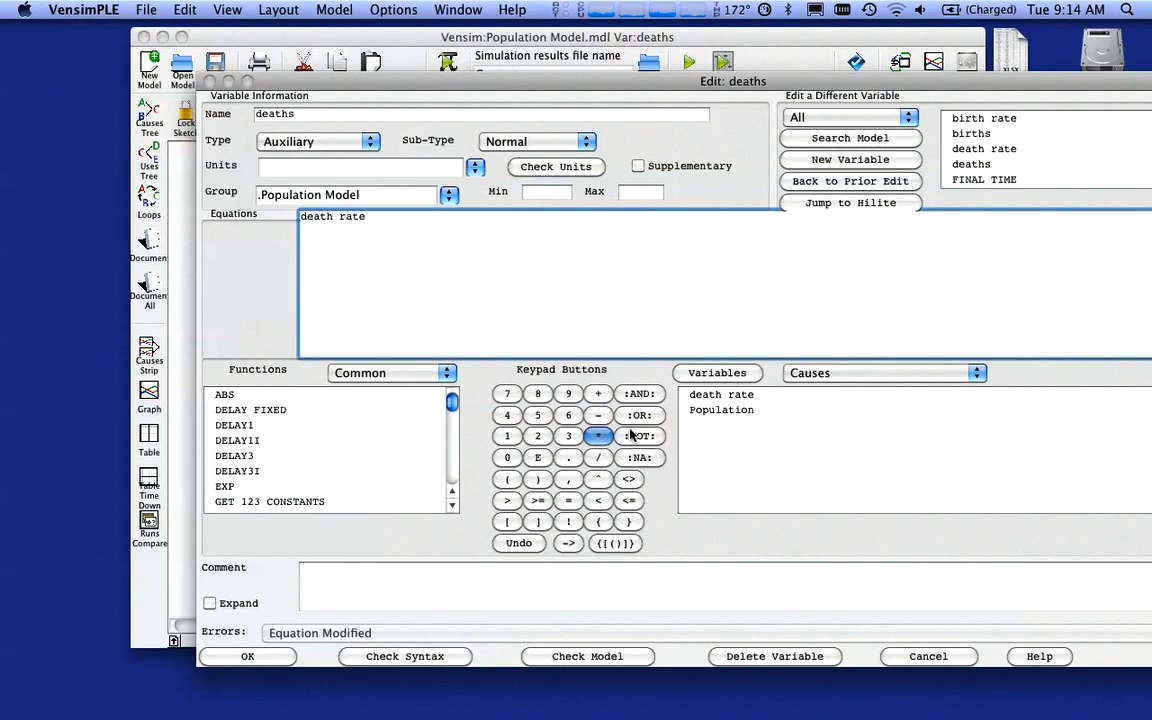 VensimPLE File Edit View Layout Model Options Window Help 172° (Charged) Tue 9:14 AM
Vensim:Population Model.mdl Var:deaths
New Model
Open Model
Simulation results file name
Causes Tree
Lock Sketch
Uses Tree
Loops
Documen
Documen All
Causes Strip
Graph
Table
Table Time Down
Runs Compare
Edit: deaths
Variable Information
Edit a Different Variable
Name deaths
Type Auxiliary Sub-Type Normal
Units Check Units Supplementary
Group .Population Model Min Max
All
Search Model
New Variable
Back to Prior Edit
Jump to Hilite
birth rate
births
death rate
deaths
FINAL TIME
Equations
death rate
Functions Common
ABS
DELAY FIXED
DELAY1
DELAY1I
DELAY3
DELAY3I
EXP
GET 123 CONSTANTS
Keypad Buttons
7 8 9 + :AND:
4 5 6 - :OR:
1 2 3 *
0 E . / :NA:
( ) , ^ <>
> >= = < <=
[ ] ! { }
Undo -> {[()]}
Variables Causes
death rate
Population
Comment
Expand
Errors: Equation Modified
OK Check Syntax Check Model Delete Variable Cancel Help